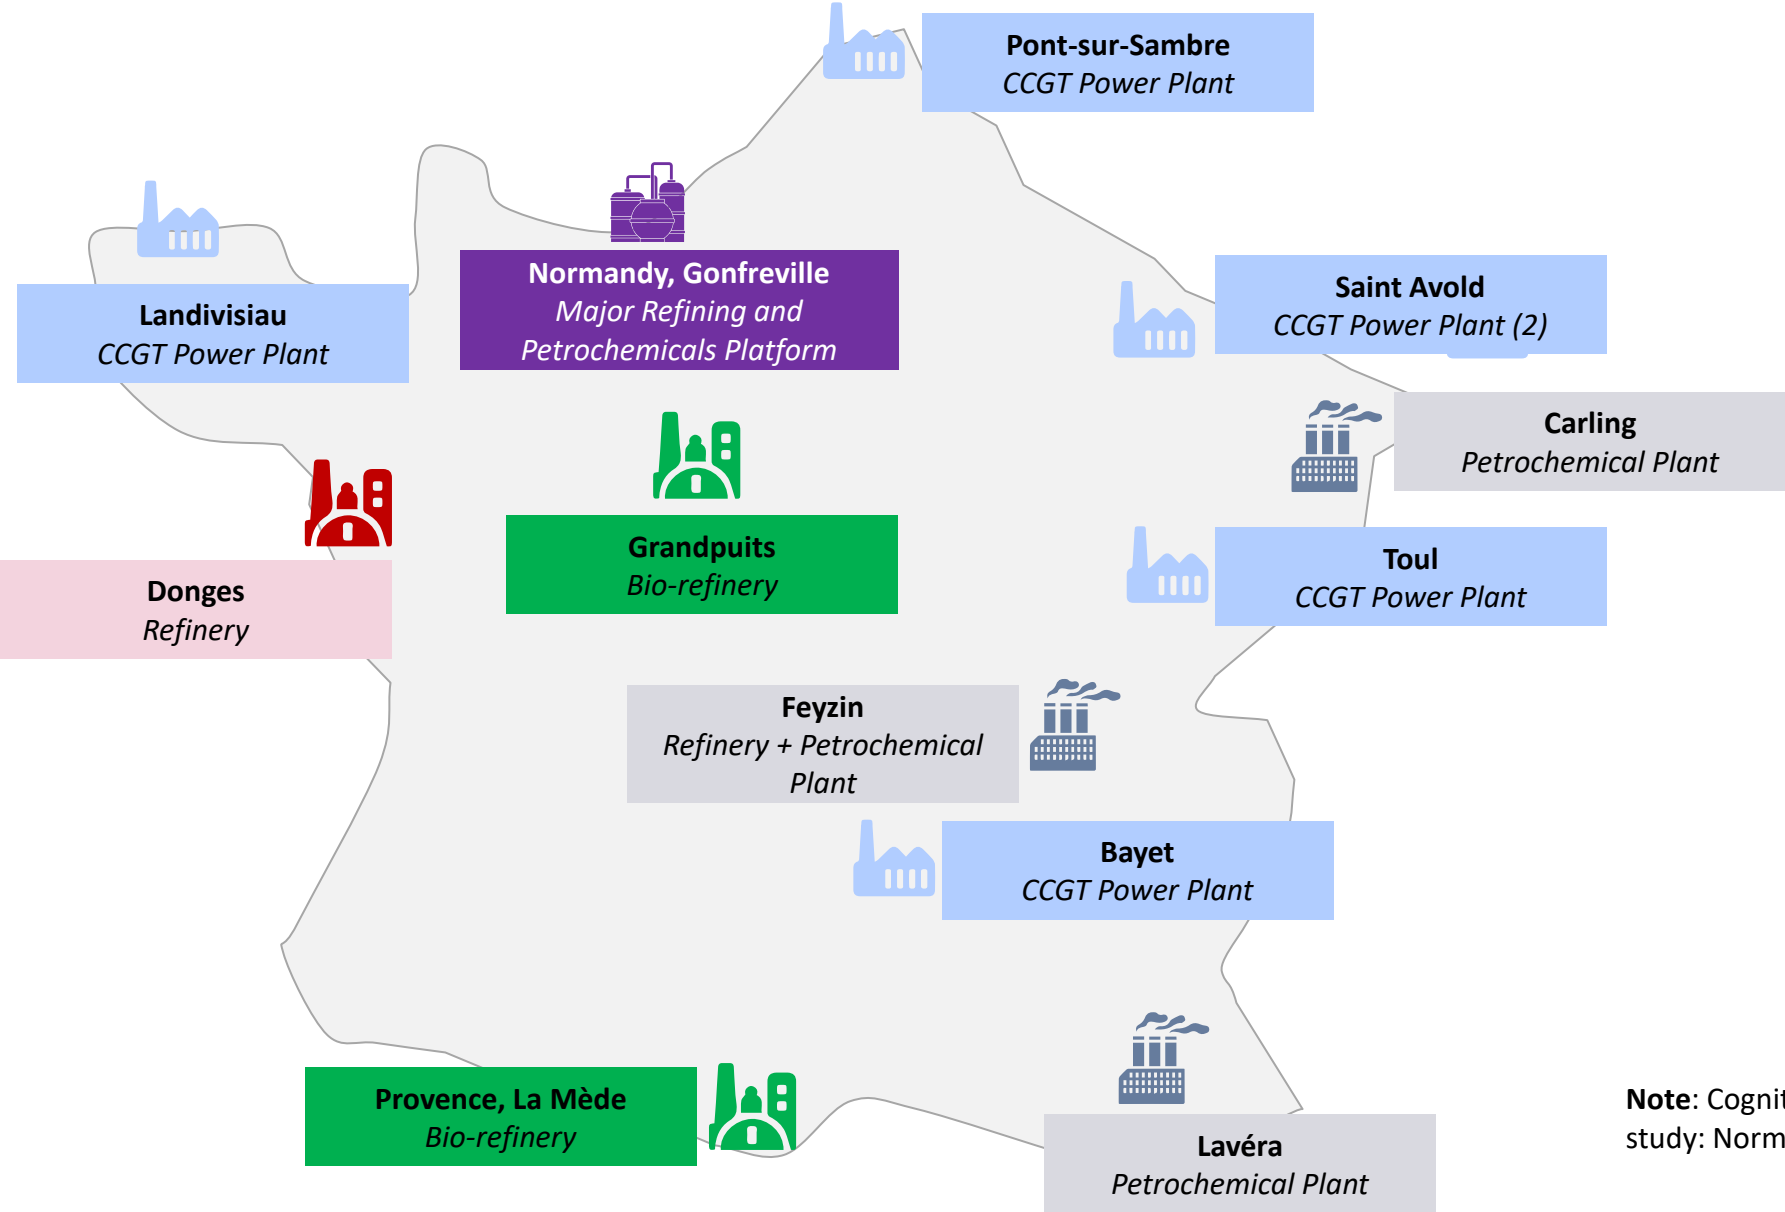 Pont-sur-Sambre
CCGT Power Plant
Normandy, Gonfreville
Major Refining and
Petrochemicals Platform
Landivisiau
CCGT Power Plant
Saint Avold
CCGT Power Plant (2)
Carling
Petrochemical Plant
Grandpuits
Bio-refinery
Toul
CCGT Power Plant
Donges
Refinery
Feyzin
Refinery + Petrochemical
Plant
Bayet
CCGT Power Plant
Provence, La Mède
Bio-refinery
Lavéra
Petrochemical Plant
Note:
study: